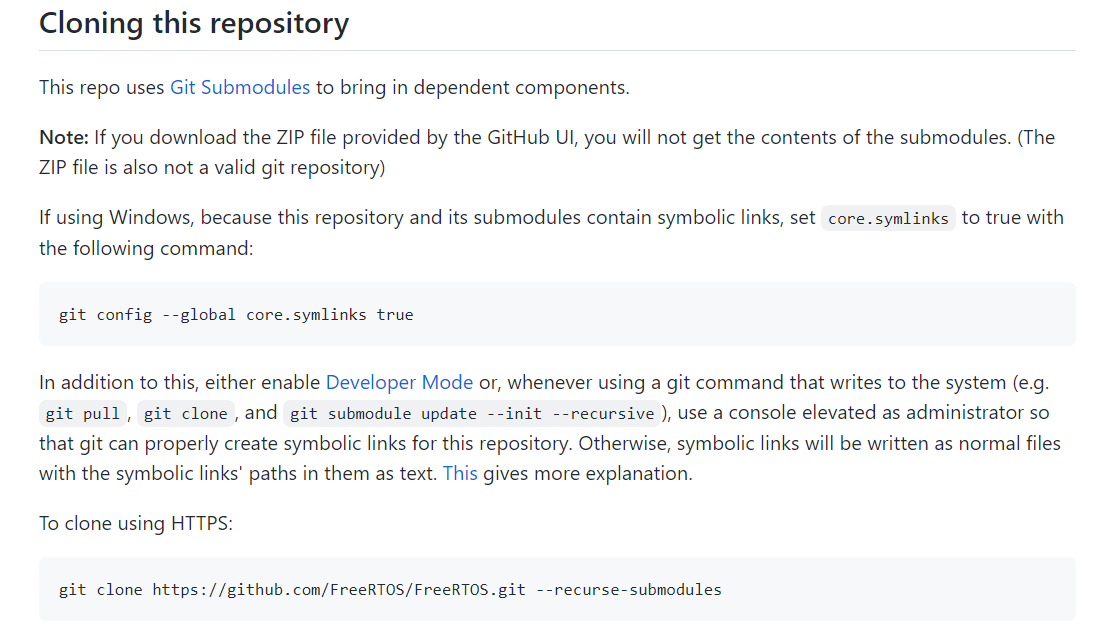 Cloning this repository
This repo uses Git Submodules to bring in dependent components.
Note: If you download the ZIP file provided by the GitHub UI, you will not get the contents of the submodules. (The
ZIP file is also not a valid git repository)
If using Windows, because this repository and its submodules contain symbolic links, set core.symlinks to true with
the following command:
git config --global core.symlinks true
In addition to this, either enable Developer Mode or, whenever using a git command that writes to the system (e.g.
git pull, git clone, and git submodule update --init --recursive), use a console elevated as administrator so
that git can properly create symbolic links for this repository. Otherwise, symbolic links will be written as normal files
with the symbolic links' paths in them as text. This gives more explanation.
To clone using HTTPS:
git clone https://github.com/FreeRTOS/FreeRTOS.git --recurse-submodules